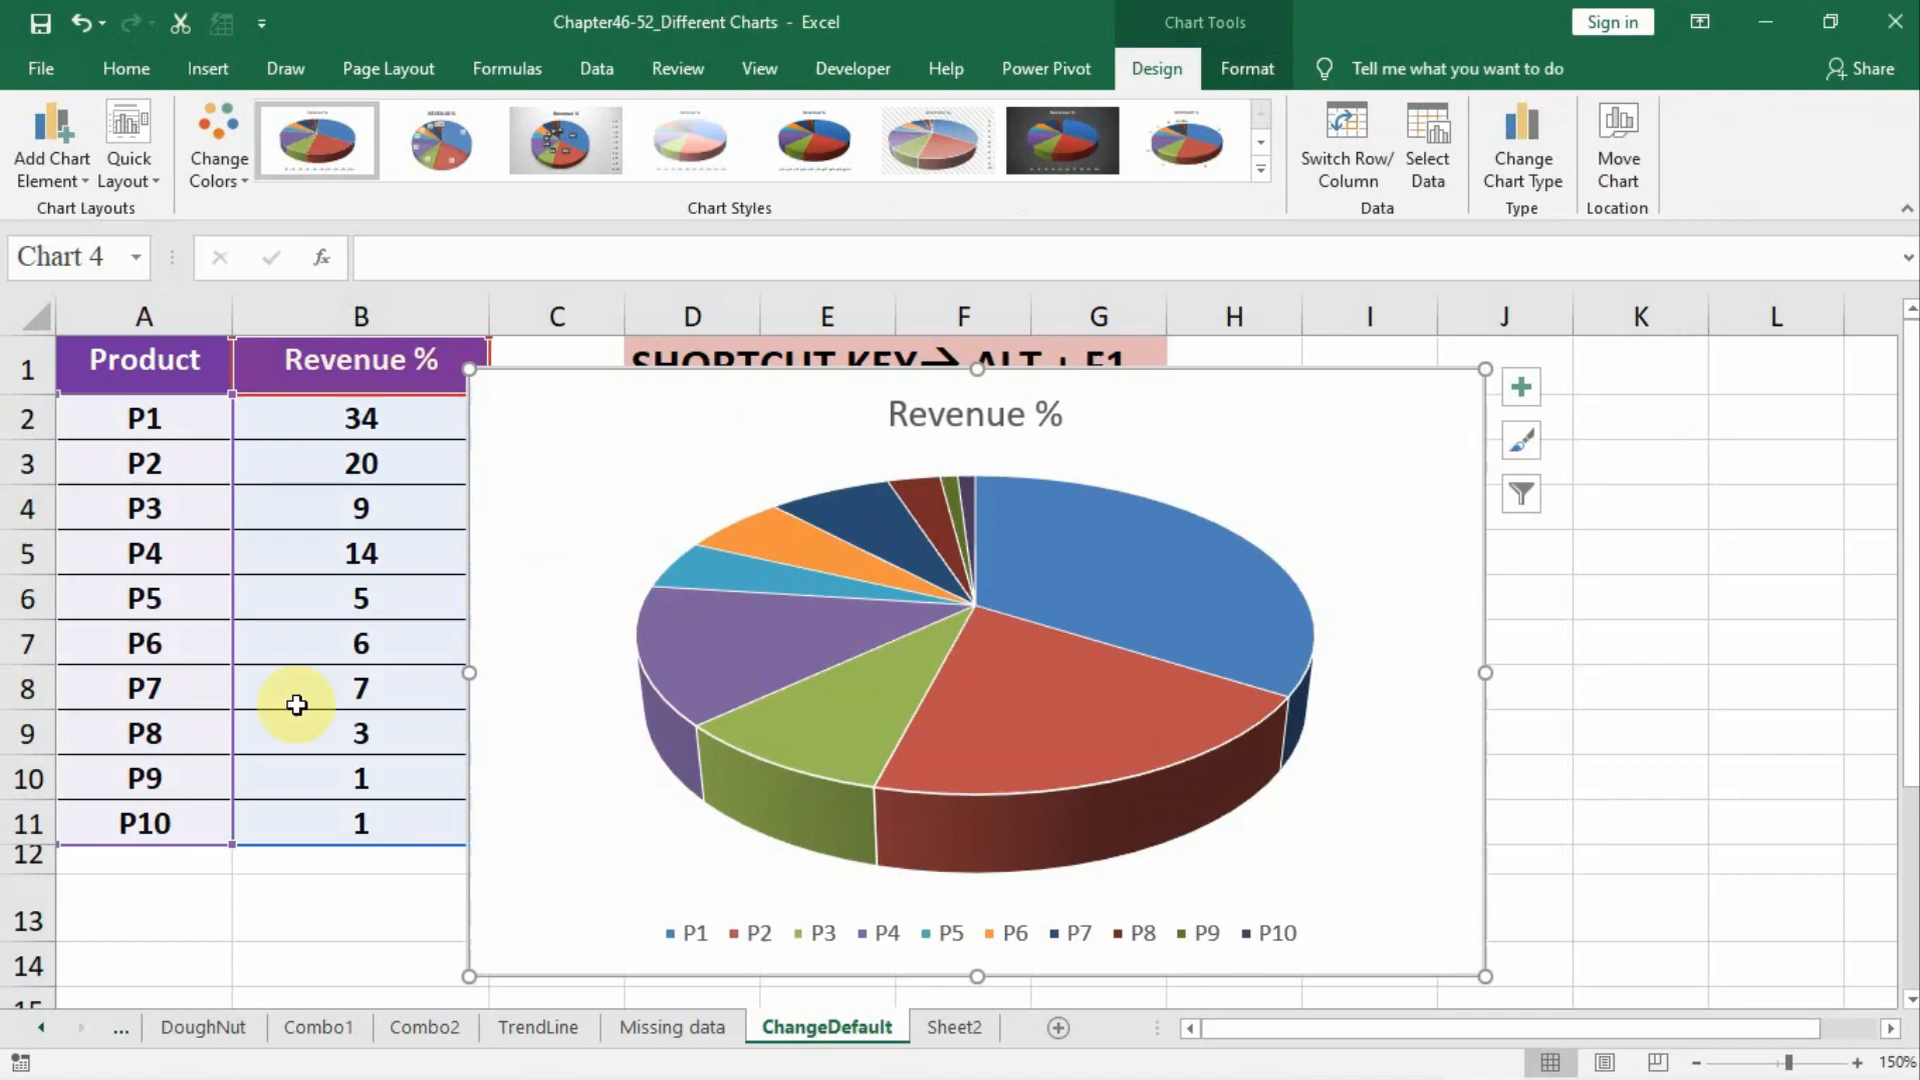 Chapter46-52_Different Charts - Excel
Chart Tools
Sign in
File Home Insert Draw Page Layout Formulas Data Review View Developer Help Power Pivot Design Format Tell me what you want to do Share
Add Chart Element
Quick Layout
Change Colors
Switch Row/ Column
Select Data
Change Chart Type
Move Chart
Chart Layouts Chart Styles Data Type Location
Chart 4 fx
A B C D E F G H I J K L
1 Product Revenue % SHORTCUT KEY→ ALT + F1
Revenue %
2 P1 34
3 P2 20
4 P3 9
5 P4 14
6 P5 5
7 P6 6
8 P7 7
9 P8 3
10 P9 1
11 P10 1
12
13
P1 P2 P3 P4 P5 P6 P7 P8 P9 P10
14
15
... DoughNut Combo1 Combo2 TrendLine Missing data ChangeDefault Sheet2
150%